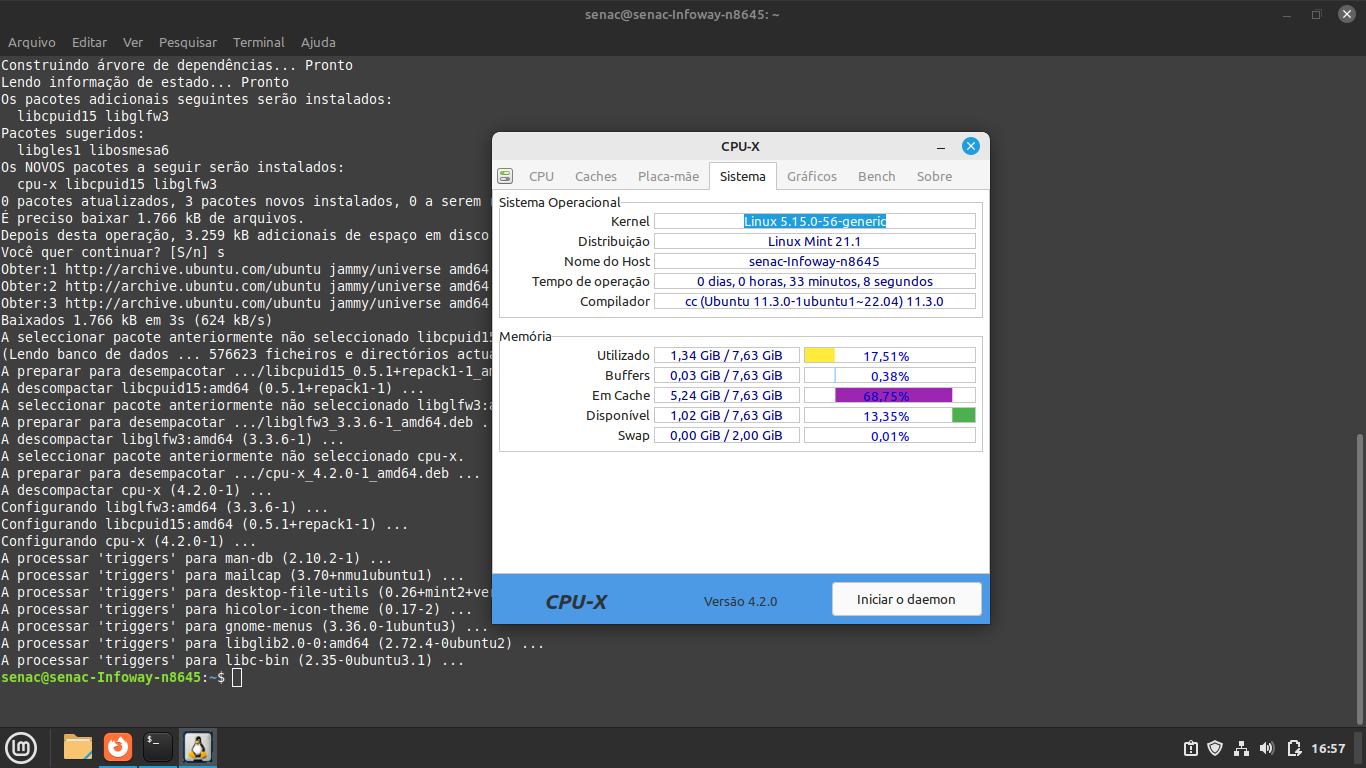 senac@senac-Infoway-n8645: ~
Arquivo Editar Ver Pesquisar Terminal Ajuda
Construindo árvore de dependências... Pronto
Lendo informação de estado... Pronto
Os pacotes adicionais seguintes serão instalados:
libcpuid15 libglfw3
Pacotes sugeridos:
libgles1 libosmesa6
Os NOVOS pacotes a seguir serão instalados:
cpu-x libcpuid15 libglfw3
0 pacotes atualizados, 3 pacotes novos instalados, 0 a serem
É preciso baixar 1.766 kB de arquivos.
Depois desta operação, 3.259 kB adicionais de espaço em disco
Você quer continuar? [S/n] s
Obter:1 http://archive.ubuntu.com/ubuntu jammy/universe amd64
Obter:2 http://archive.ubuntu.com/ubuntu jammy/universe amd64
Obter:3 http://archive.ubuntu.com/ubuntu jammy/universe amd64
Baixados 1.766 kB em 3s (624 kB/s)
A seleccionar pacote anteriormente não seleccionado libcpuid15
(Lendo banco de dados ... 576623 ficheiros e directórios actua
A preparar para desempacotar .../libcpuid15_0.5.1+repack1-1_am
A descompactar libcpuid15:amd64 (0.5.1+repack1-1) ...
A seleccionar pacote anteriormente não seleccionado libglfw3:a
A preparar para desempacotar .../libglfw3_3.3.6-1_amd64.deb .
A descompactar libglfw3:amd64 (3.3.6-1) ...
A seleccionar pacote anteriormente não seleccionado cpu-x.
A preparar para desempacotar .../cpu-x_4.2.0-1_amd64.deb ...
A descompactar cpu-x (4.2.0-1) ...
Configurando libglfw3:amd64 (3.3.6-1) ...
Configurando libcpuid15:amd64 (0.5.1+repack1-1) ...
Configurando cpu-x (4.2.0-1) ...
A processar 'triggers' para man-db (2.10.2-1) ...
A processar 'triggers' para mailcap (3.70+nmu1ubuntu1) ...
A processar 'triggers' para desktop-file-utils (0.26+mint2+ve
A processar 'triggers' para hicolor-icon-theme (0.17-2) ...
A processar 'triggers' para gnome-menus (3.36.0-1ubuntu3) ...
A processar 'triggers' para libglib2.0-0:amd64 (2.72.4-0ubuntu2) ...
A processar 'triggers' para libc-bin (2.35-0ubuntu3.1) ...
senac@senac-Infoway-n8645:~$
CPU-X
CPU Caches Placa-mãe Sistema Gráficos Bench Sobre
Sistema Operacional
Kernel Linux 5.15.0-56-generic
Distribuição Linux Mint 21.1
Nome do Host senac-Infoway-n8645
Tempo de operação 0 dias, 0 horas, 33 minutos, 8 segundos
Compilador cc (Ubuntu 11.3.0-1ubuntu1~22.04) 11.3.0
Memória
Utilizado 1,34 GiB / 7,63 GiB 17,51%
Buffers 0,03 GiB / 7,63 GiB 0,38%
Em Cache 5,24 GiB / 7,63 GiB 68,75%
Disponível 1,02 GiB / 7,63 GiB 13,35%
Swap 0,00 GiB / 2,00 GiB 0,01%
CPU-X Versão 4.2.0 Iniciar o daemon
16:57